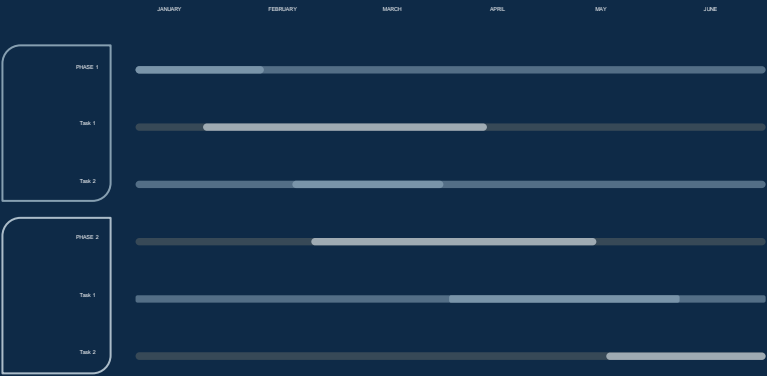 JANUARY FEBRUARY MARCH APRIL MAY JUNE
PHASE 1
Task 1
Task 2
PHASE 2
Task 1
Task 2